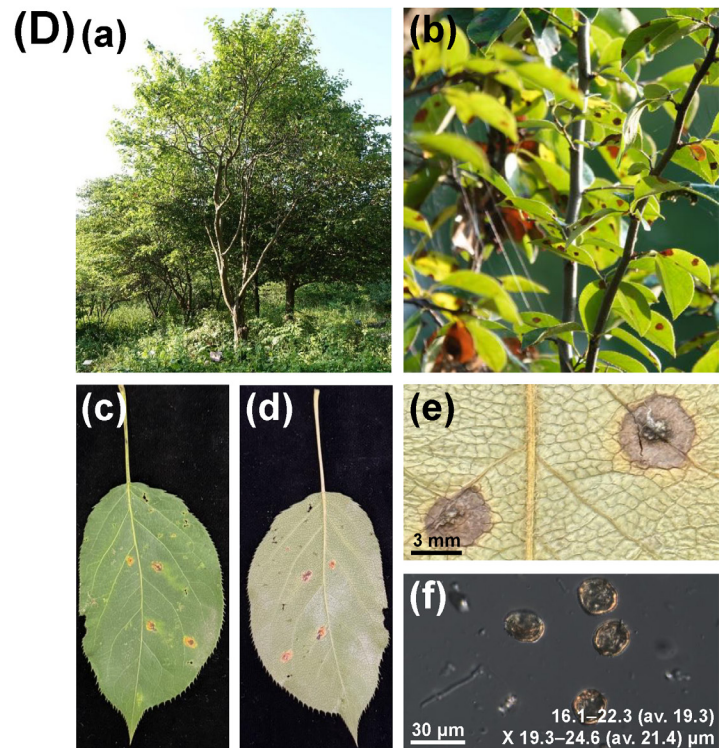 (D) (a)
(b)
(c)
(d)
(e)
3 mm
(f)
30 µm
16.1–22.3 (av. 19.3)
X 19.3–24.6 (av. 21.4) µm